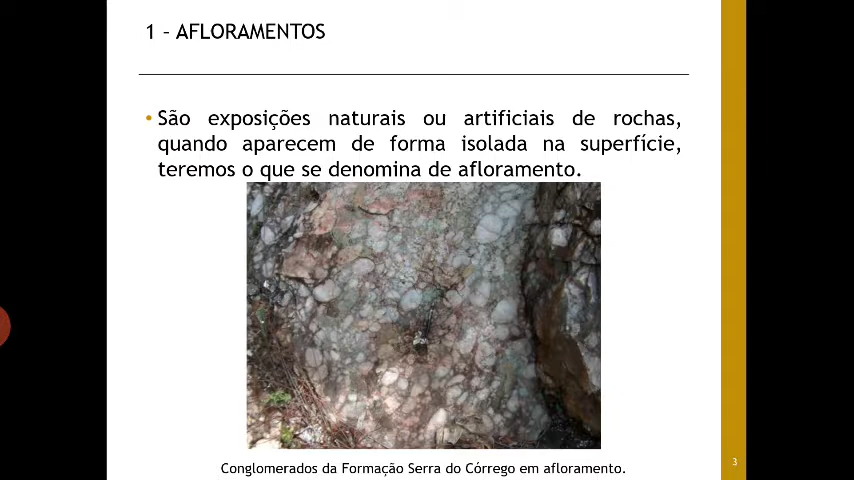 1 – AFLORAMENTOS
• São exposições naturais ou artificiais de rochas,
quando aparecem de forma isolada na superfície,
teremos o que se denomina de afloramento.
Conglomerados da Formação Serra do Córrego em afloramento.
3